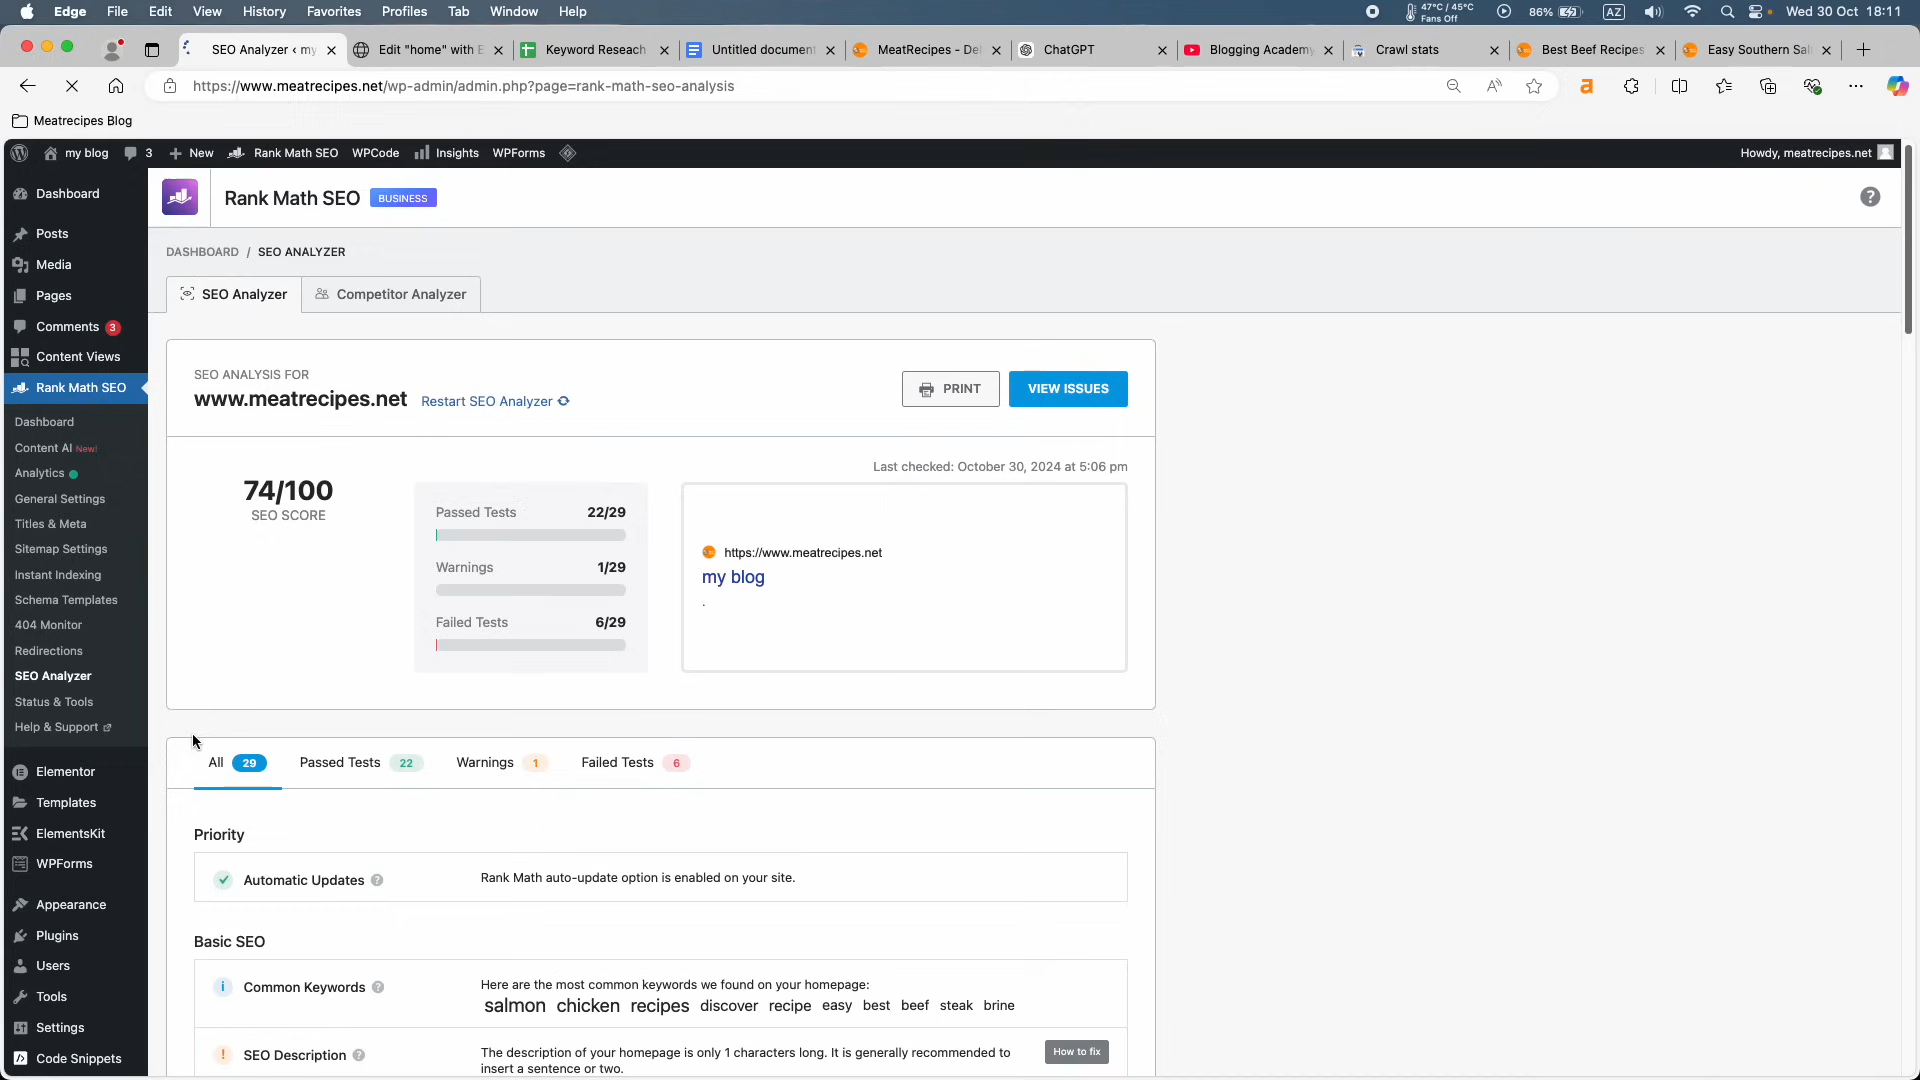 Edge File Edit View History Favorites Profiles Tab Window Help 47°C / 45°C Fans Off 86% AZ Wed 30 Oct 18:11
SEO Analyzer ‹ my Edit "home" with E Keyword Reseach Untitled document MeatRecipes - De ChatGPT Blogging Academy Crawl stats Best Beef Recipes Easy Southern Sal
https://www.meatrecipes.net/wp-admin/admin.php?page=rank-math-seo-analysis
Meatrecipes Blog
my blog 3 New Rank Math SEO WPCode Insights WPForms Howdy, meatrecipes.net
Dashboard
Posts
Media
Pages
Comments 3
Content Views
Rank Math SEO
Dashboard
Content AI New!
Analytics
General Settings
Titles & Meta
Sitemap Settings
Instant Indexing
Schema Templates
404 Monitor
Redirections
SEO Analyzer
Status & Tools
Help & Support
Elementor
Templates
ElementsKit
WPForms
Appearance
Plugins
Users
Tools
Settings
Code Snippets
Rank Math SEO BUSINESS
DASHBOARD / SEO ANALYZER
SEO Analyzer Competitor Analyzer
SEO ANALYSIS FOR
www.meatrecipes.net Restart SEO Analyzer
PRINT VIEW ISSUES
Last checked: October 30, 2024 at 5:06 pm
74/100
SEO SCORE
Passed Tests 22/29
Warnings 1/29
Failed Tests 6/29
https://www.meatrecipes.net
my blog
.
All 29 Passed Tests 22 Warnings 1 Failed Tests 6
Priority
Automatic Updates Rank Math auto-update option is enabled on your site.
Basic SEO
Common Keywords Here are the most common keywords we found on your homepage:
salmon chicken recipes discover recipe easy best beef steak brine
SEO Description The description of your homepage is only 1 characters long. It is generally recommended to How to fix
insert a sentence or two.